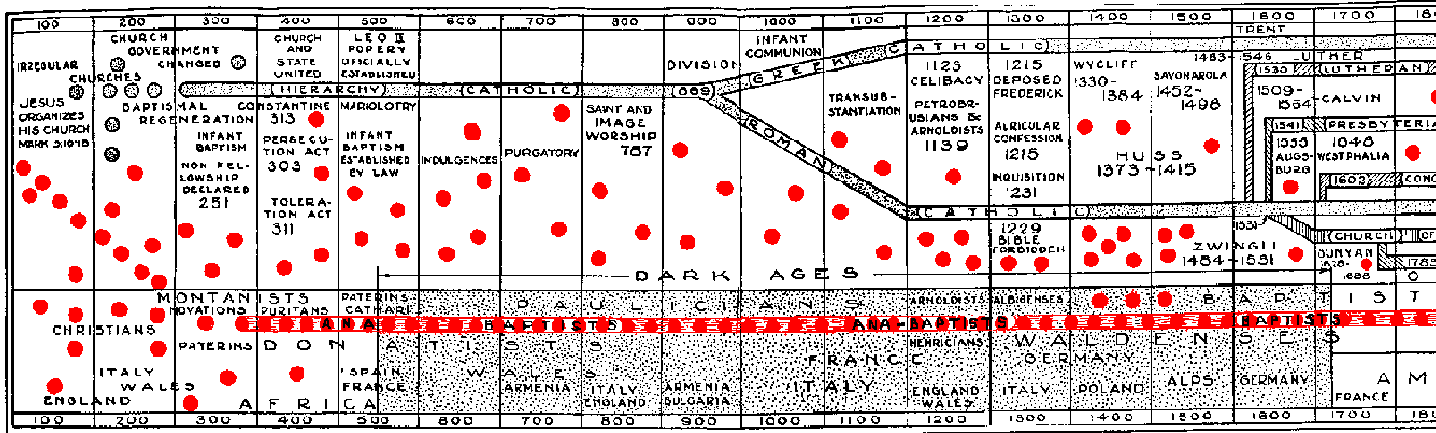 100 200 300 400 500 600 700 800 900 1000 1100 1200 1300 1400 1500 1600 1700
TRENT
CHURCH
GOVERNMENT
CHANGED
CHURCH
AND
STATE
UNITED
LEO II
POPERY
OFFICIALLY
ESTABLISHED
INFANT
COMMUNION
DIVISION
GREEK
CATHOLIC
IRREGULAR
CHURCHES
(HIERARCHY) (CATHOLIC) (869)
ROMAN
JESUS
ORGANIZES
HIS CHURCH
BAPTISMAL
REGENERATION
INFANT
BAPTISM
NON FEL-
LOWSHIP
DECLARED
251
CONSTANTINE
313
PERSECU-
TION ACT
303
TOLERA-
TION ACT
311
MARIOLOTRY
INFANT
BAPTISM
ESTABLISHED
BY LAW
INDULGENCES
PURGATORY
SAINT AND
IMAGE
WORSHIP
787
TRANSUB-
STANTIATION
1123
CELIBACY
PETROBR-
USIANS &
ARNOLDISTS
1139
1215
DEPOSED
FREDERICK
AURICULAR
CONFESSION
1215
INQUISITION
1231
WYCLIFF
1330-
1384
SAVONAROLA
1452-
1498
HUSS
1373-1415
LUTHER
1530 (LUTHERAN)
1509-
1564
CALVIN
1541 (PRESBYTERIA
1555
AUGS-
BURG
1648
WESTPHALIA
1602
(CATHOLIC)
1229
BIBLE
FORBIDDEN
ZWINGLI
1484-1531
1531
(CHURCH)
BUNYAN
1628-
1688
1785
DARK AGES
MONTANISTS
NOVATIONS
PURITANS
PATERINS
CATHARI
PAULICIANS
ARNOLDISTS
ALBIGENSES
BAPTIST
CHRISTIANS
ANA BAPTISTS
ANA-BAPTISTS
BAPTISTS
PATERINS
DONATISTS
HENRICIANS
WALDENSES
FRANCE
GERMANY
ITALY
WALES
ENGLAND
AFRICA
SPAIN
FRANCE
WALES
ARMENIA
ITALY
ENGLAND
ARMENIA
BULGARIA
ITALY
ENGLAND
WALES
ITALY
POLAND
ALPS
GERMANY
FRANCE
A M
100 200 300 400 500 600 700 800 900 1000 1100 1200 1300 1400 1500 1600 1700